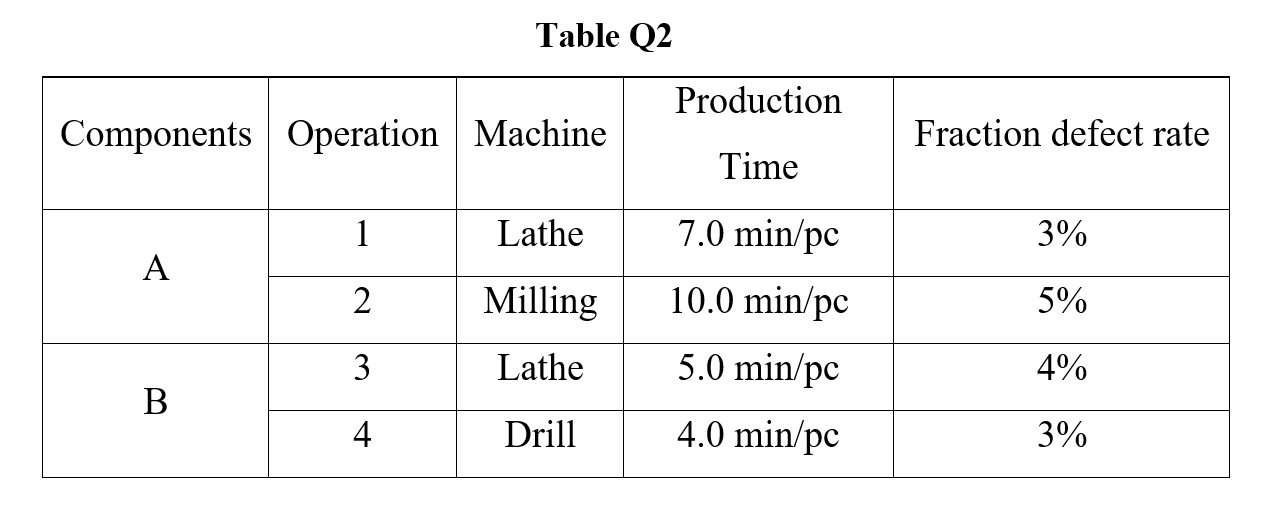 Table Q2
Components Operation Machine Production Time Fraction defect rate
A 1 Lathe 7.0 min/pc 3%
2 Milling 10.0 min/pc 5%
B 3 Lathe 5.0 min/pc 4%
4 Drill 4.0 min/pc 3%